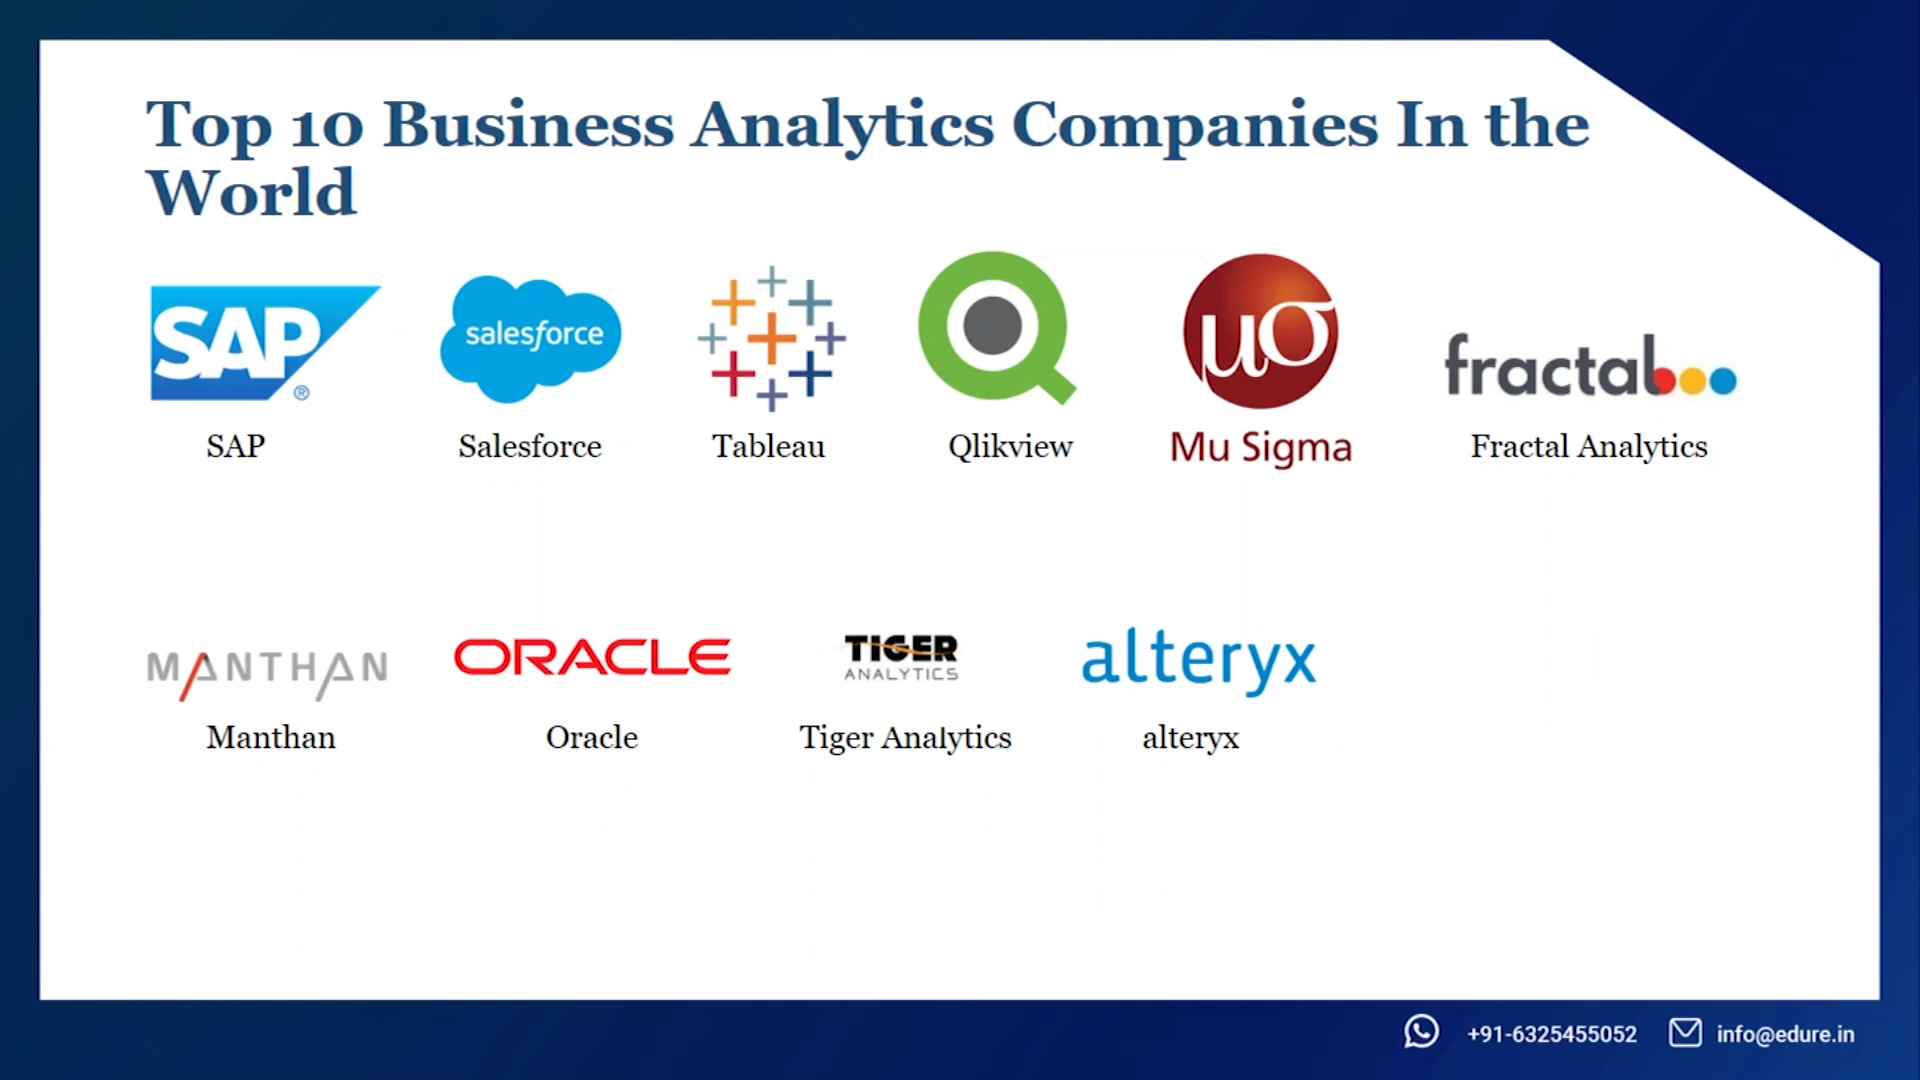 Top 10 Business Analytics Companies In the
World
SAP
®
salesforce
μσ
fractal
SAP
Salesforce
Tableau
Qlikview
Mu Sigma
Fractal Analytics
MANTHAN
ORACLE
TIGER
ANALYTICS
alteryx
Manthan
Oracle
Tiger Analytics
alteryx
+91-6325455052
info@edure.in